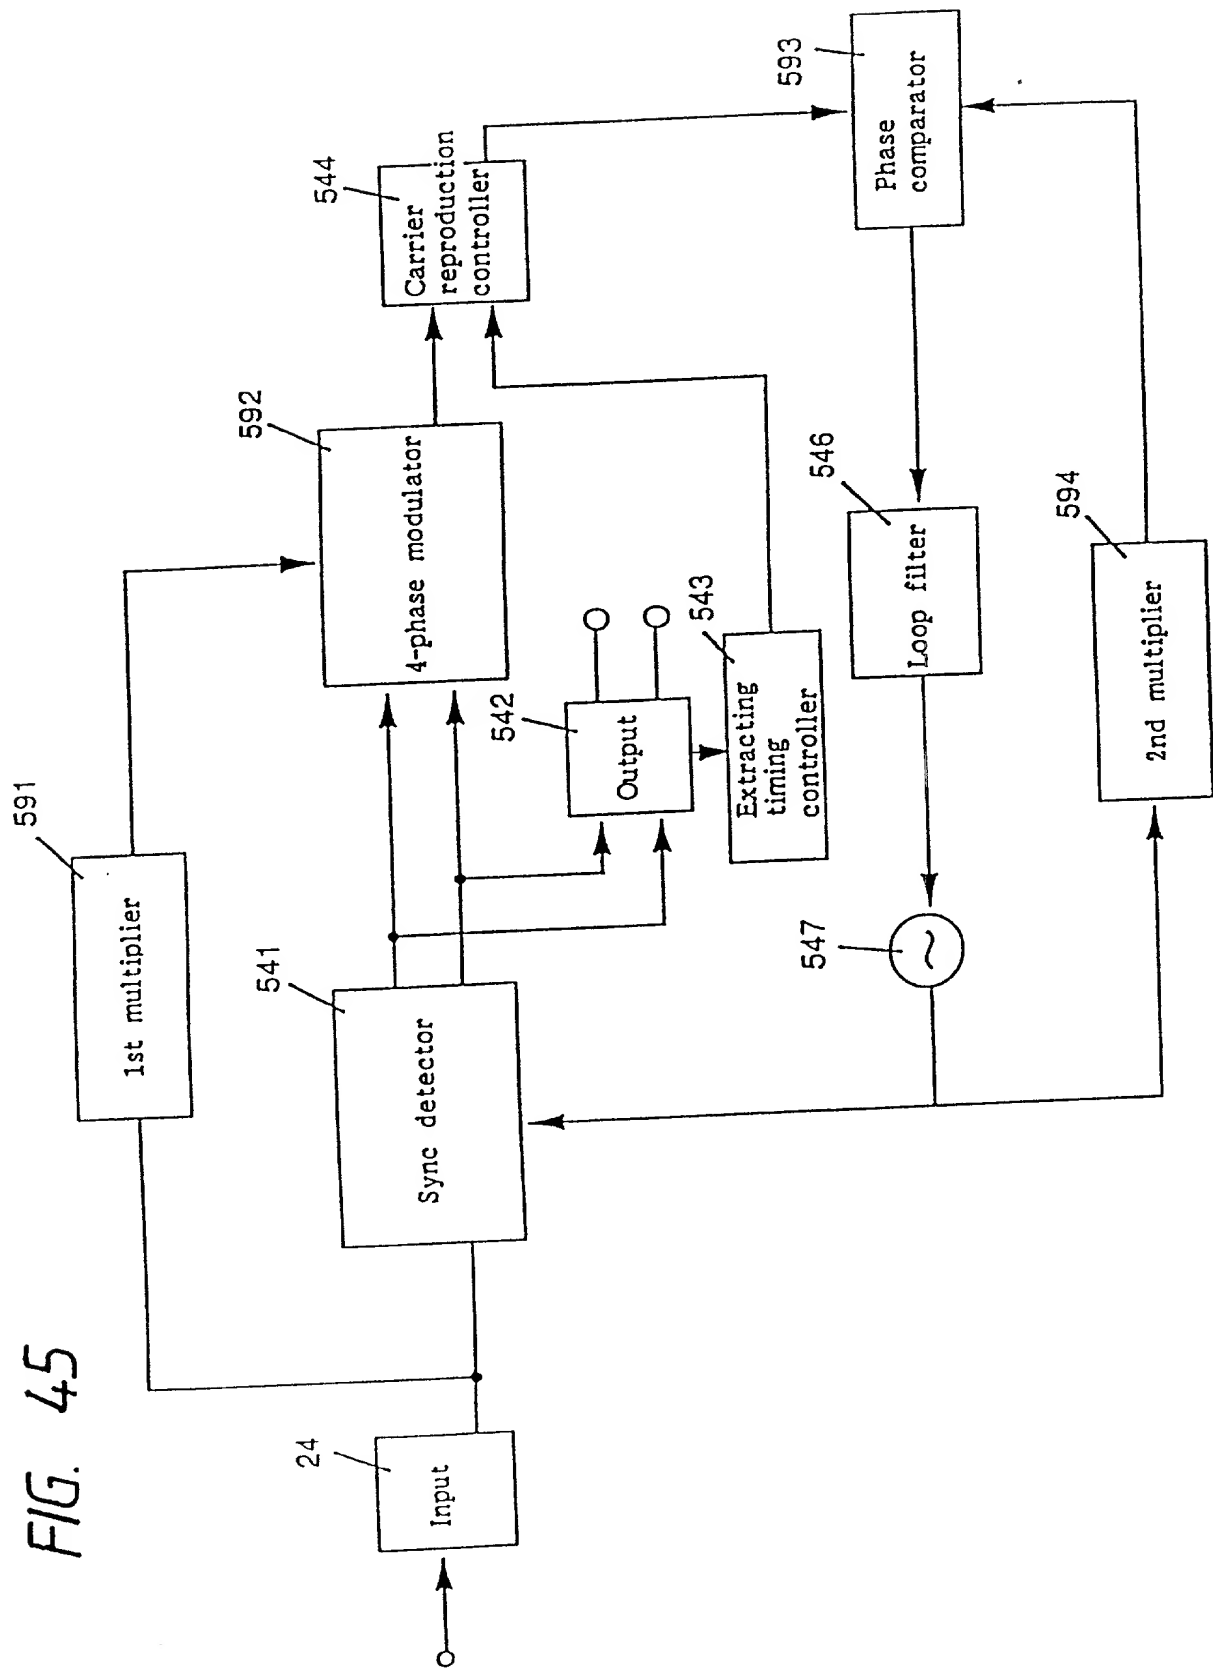 FIG. 45
591
1st multiplier
24
Input
541
Sync detector
592
4-phase modulator
544
Carrier
reproduction
controller
542
Output
543
Extracting
timing
controller
593
Phase
comparator
546
Loop filter
547
~
594
2nd multiplier